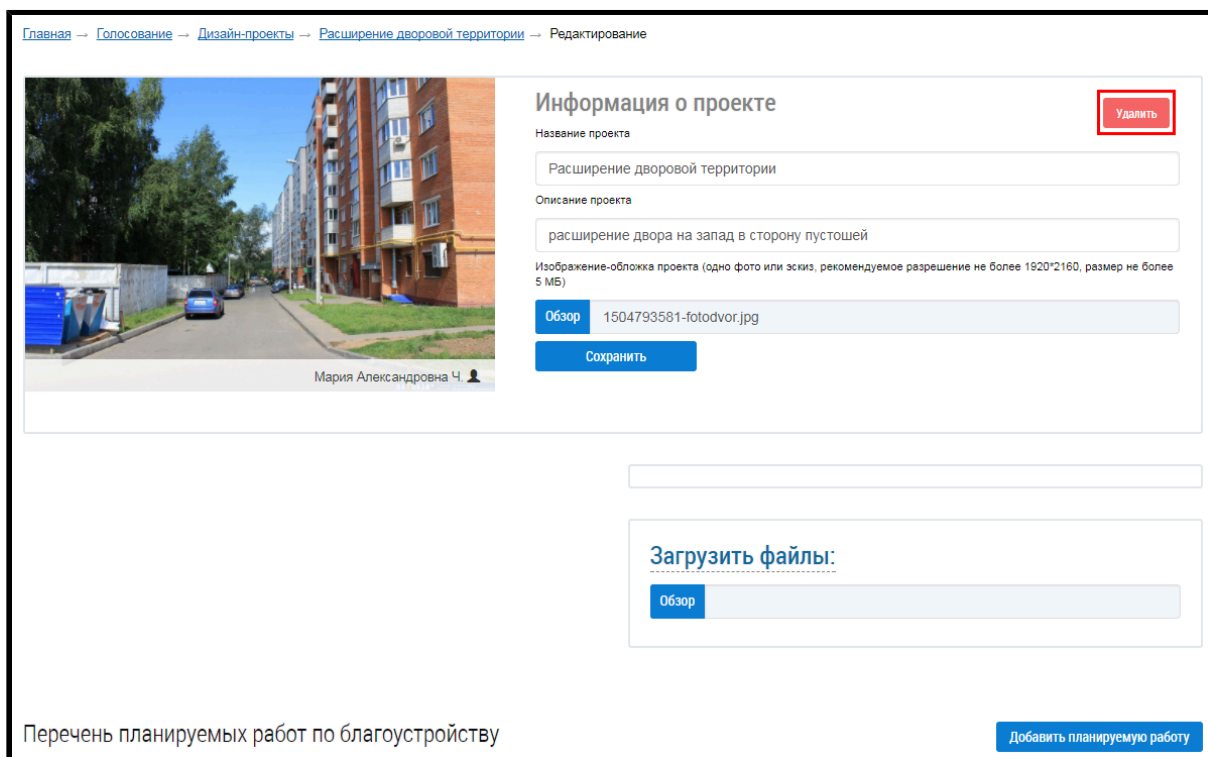 Главная → Голосование → Дизайн-проекты → Расширение дворовой территории → Редактирование
Информация о проекте
Удалить
Название проекта
Расширение дворовой территории
Описание проекта
расширение двора на запад в сторону пустошей
Изображение-обложка проекта (одно фото или эскиз, рекомендуемое разрешение не более 1920*2160, размер не более
5 МБ)
Обзор 1504793581-fotodvor.jpg
Сохранить
Мария Александровна Ч.
Загрузить файлы:
Обзор
Перечень планируемых работ по благоустройству
Добавить планируемую работу